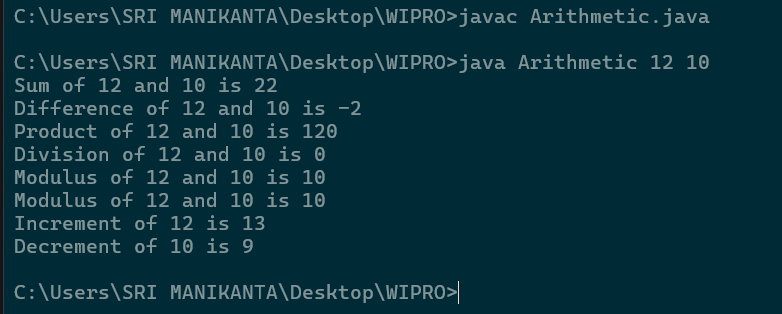 C:\Users\SRI MANIKANTA\Desktop\WIPRO>javac Arithmetic.java
C:\Users\SRI MANIKANTA\Desktop\WIPRO>java Arithmetic 12 10
Sum of 12 and 10 is 22
Difference of 12 and 10 is -2
Product of 12 and 10 is 120
Division of 12 and 10 is 0
Modulus of 12 and 10 is 10
Modulus of 12 and 10 is 10
Increment of 12 is 13
Decrement of 10 is 9
C:\Users\SRI MANIKANTA\Desktop\WIPRO>